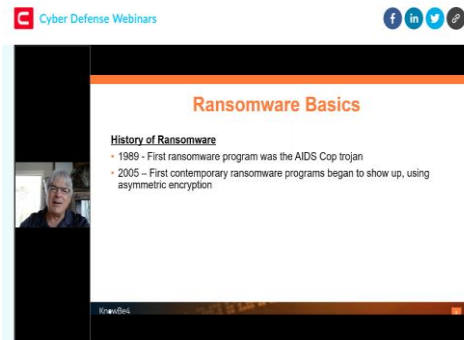 Cyber Defense Webinars
Ransomware Basics
History of Ransomware
• 1989 - First ransomware program was the AIDS Cop trojan
• 2005 – First contemporary ransomware programs began to show up, using
asymmetric encryption
KnowBe4